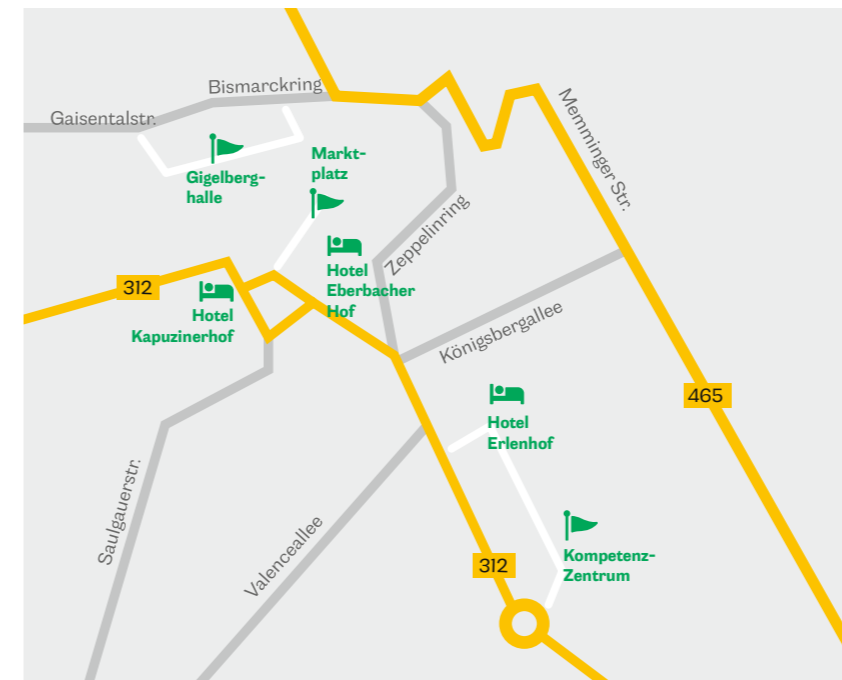 Bismarckring
Gaisentalstr.
Memminger Str.
Markt-
platz
Gigelberg-
halle
Zeppelinring
Hotel
Eberbacher
Hof
312
Hotel
Kapuzinerhof
Königsbergallee
465
Hotel
Erlenhof
Saulgauerstr.
Valenceallee
Kompetenz-
Zentrum
312